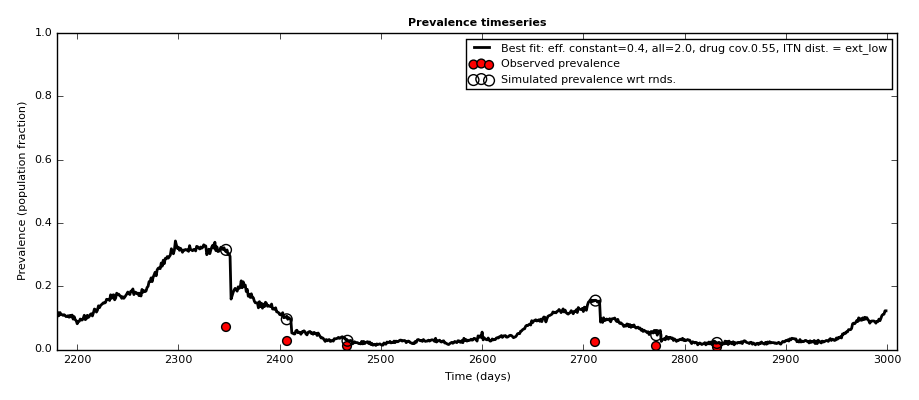 Prevalence timeseries
1.0
Best fit: eff. constant=0.4, all=2.0, drug cov.0.55, ITN dist. = ext_low
Observed prevalence
Simulated prevalence wrt rnds.
0.8
0.6
0.4
0.2
0.0
Prevalence (population fraction)
2200 2300 2400 2500 2600 2700 2800 2900 3000
Time (days)